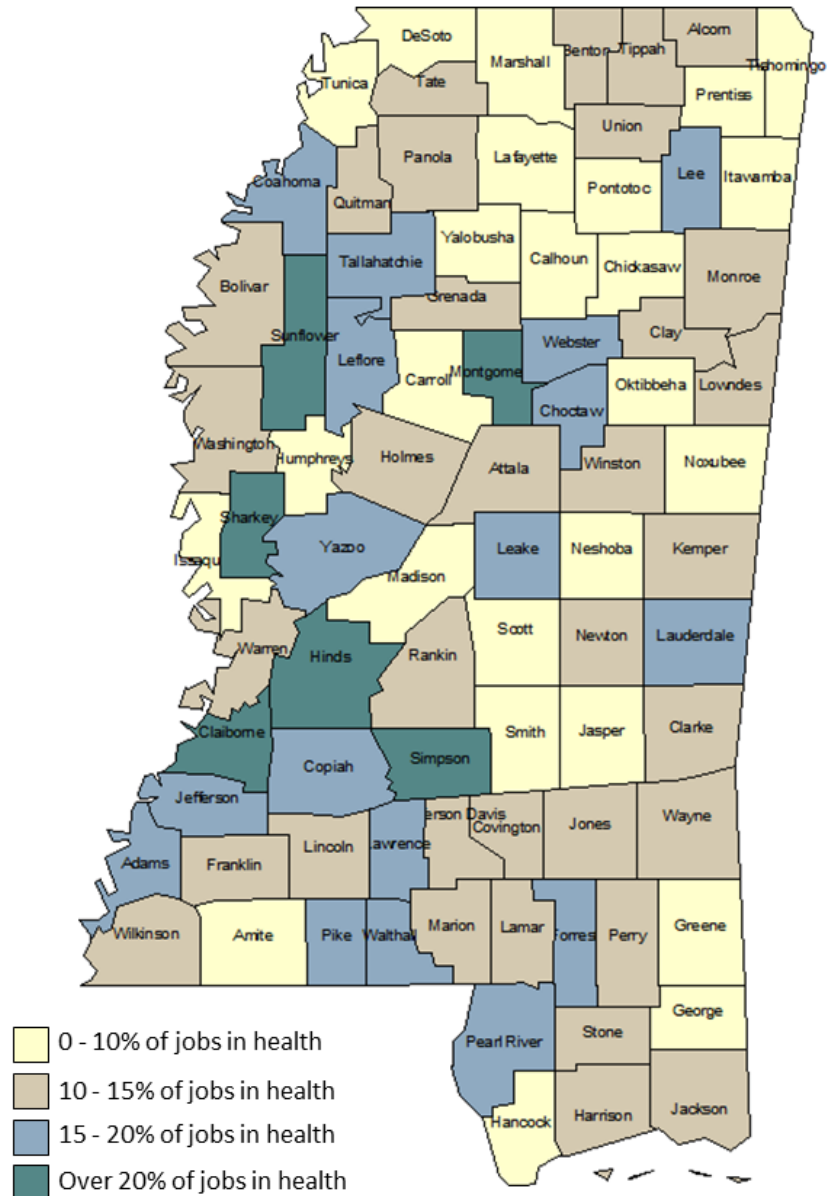 DeSoto
Marshall
Benton
Tippah
Alcorn
Tishomingo
Tunica
Tate
Prentiss
Union
Panola
Lafayette
Coahoma
Quitman
Pontotoc
Lee
Itawamba
Yalobusha
Tallahatchie
Calhoun
Chickasaw
Monroe
Bolivar
Grenada
Sunflower
Leflore
Carroll
Montgome
Webster
Clay
Choctaw
Oktibbeha
Lowndes
Washington
Humphreys
Holmes
Attala
Winston
Noxubee
Sharkey
Issaqu
Yazoo
Leake
Neshoba
Kemper
Madison
Warren
Hinds
Rankin
Scott
Newton
Lauderdale
Claiborne
Copiah
Simpson
Smith
Jasper
Clarke
Jefferson
Adams
Franklin
Lincoln
Lawrence
erson Davis
Covington
Jones
Wayne
Wilkinson
Amite
Pike
Walthal
Marion
Lamar
Forres
Perry
Greene
George
Pearl River
Stone
Hancock
Harrison
Jackson
0 - 10% of jobs in health
10 - 15% of jobs in health
15 - 20% of jobs in health
Over 20% of jobs in health